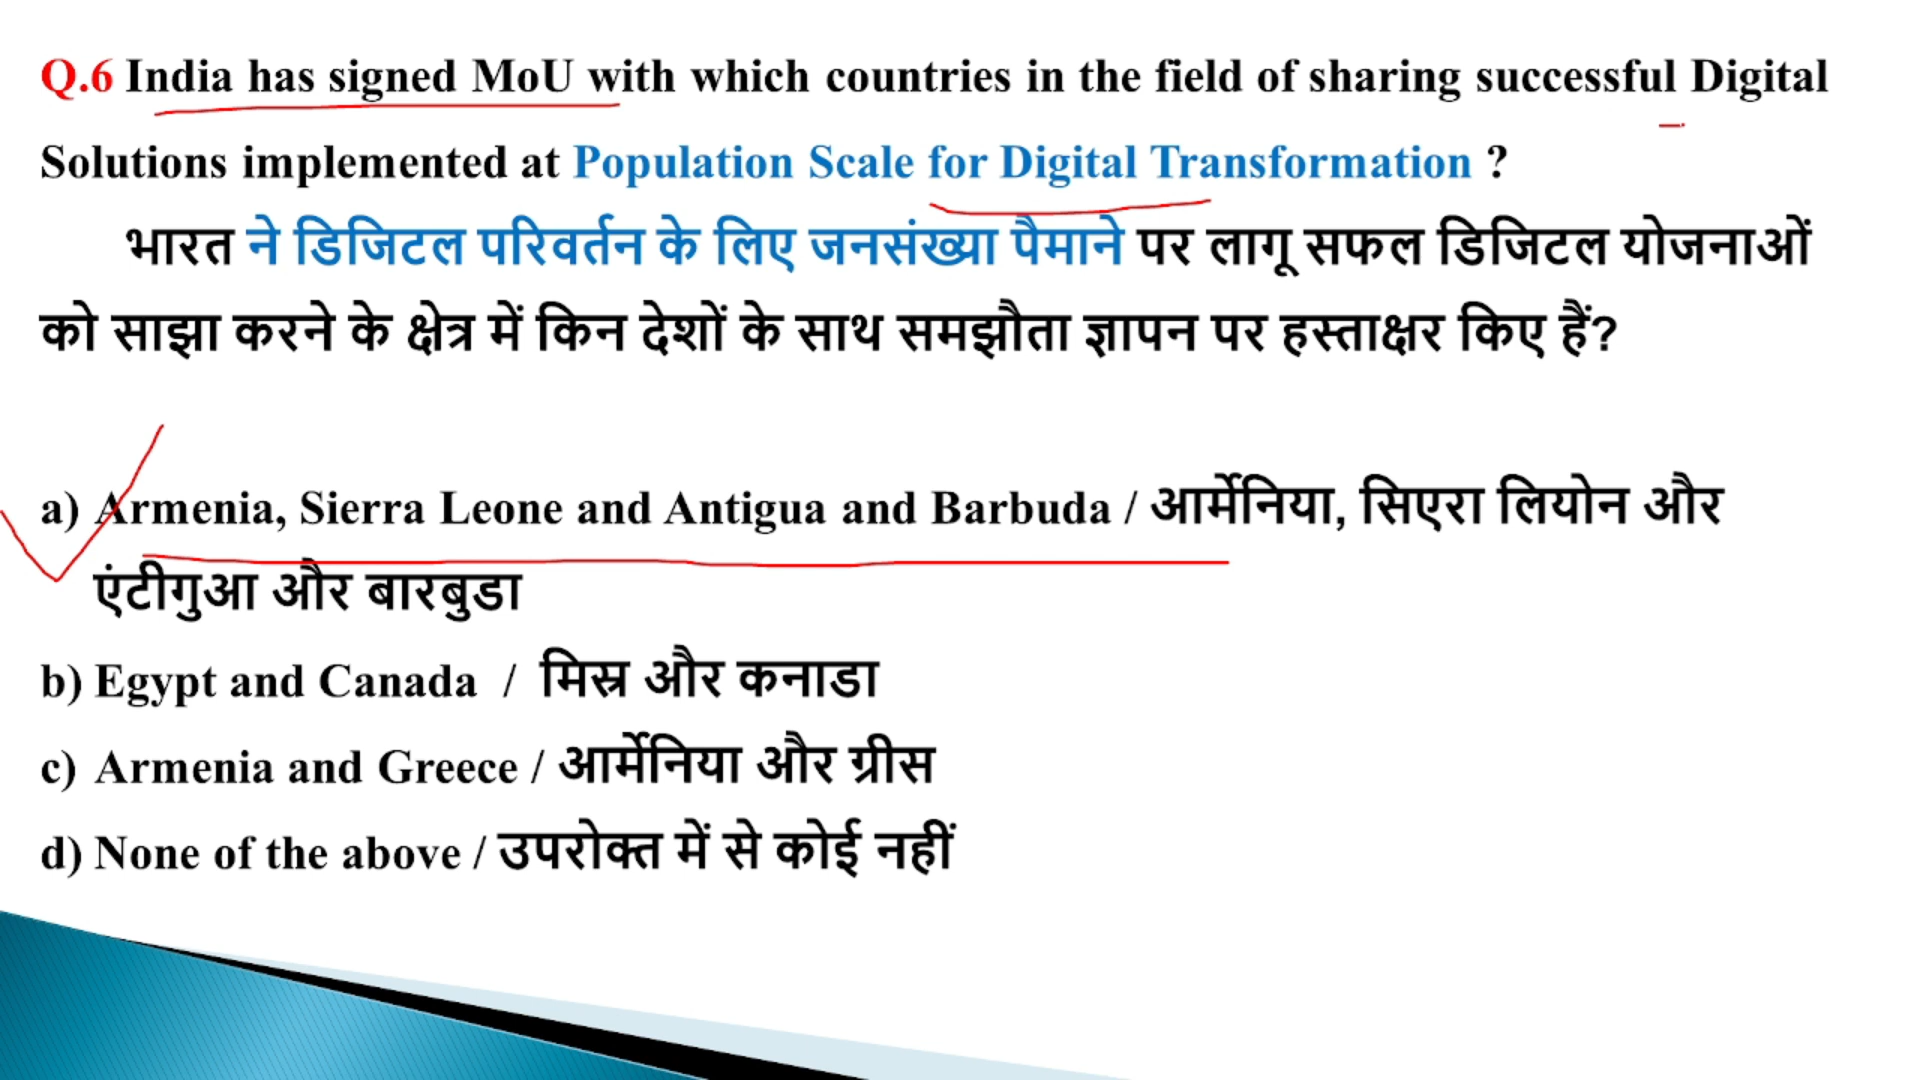 Q.6 India has signed MoU with which countries in the field of sharing successful Digital
Solutions implemented at Population Scale for Digital Transformation ?
भारत ने डिजिटल परिवर्तन के लिए जनसंख्या पैमाने पर लागू सफल डिजिटल योजनाओं
को साझा करने के क्षेत्र में किन देशों के साथ समझौता ज्ञापन पर हस्ताक्षर किए हैं?
a) Armenia, Sierra Leone and Antigua and Barbuda / आर्मेनिया, सिएरा लियोन और
एंटीगुआ और बारबुडा
b) Egypt and Canada / मिस्र और कनाडा
c) Armenia and Greece / आर्मेनिया और ग्रीस
d) None of the above / उपरोक्त में से कोई नहीं